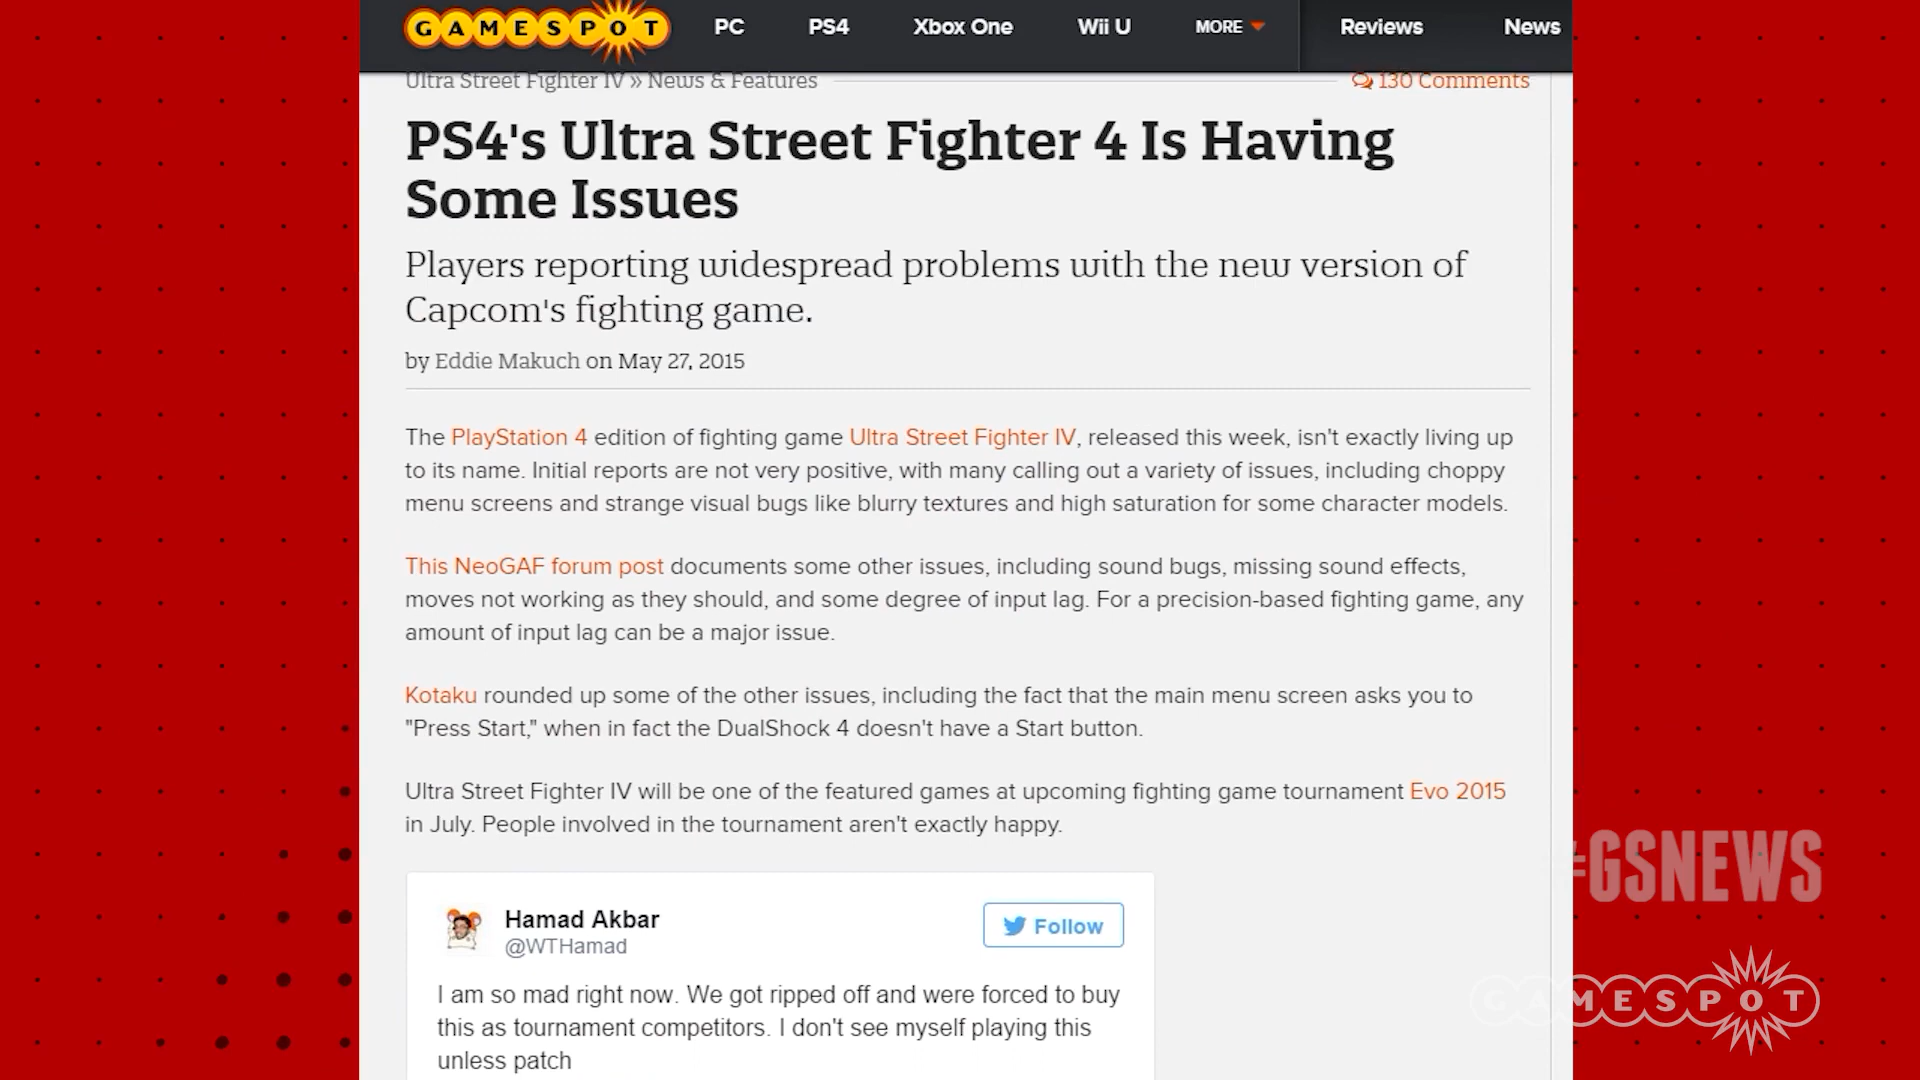 GAMESPOT PC PS4 Xbox One Wii U MORE Reviews News
Ultra Street Fighter IV » News & Features 130 Comments
PS4's Ultra Street Fighter 4 Is Having
Some Issues
Players reporting widespread problems with the new version of
Capcom's fighting game.
by Eddie Makuch on May 27, 2015
The PlayStation 4 edition of fighting game Ultra Street Fighter IV, released this week, isn't exactly living up
to its name. Initial reports are not very positive, with many calling out a variety of issues, including choppy
menu screens and strange visual bugs like blurry textures and high saturation for some character models.
This NeoGAF forum post documents some other issues, including sound bugs, missing sound effects,
moves not working as they should, and some degree of input lag. For a precision-based fighting game, any
amount of input lag can be a major issue.
Kotaku rounded up some of the other issues, including the fact that the main menu screen asks you to
"Press Start," when in fact the DualShock 4 doesn't have a Start button.
Ultra Street Fighter IV will be one of the featured games at upcoming fighting game tournament Evo 2015
in July. People involved in the tournament aren't exactly happy.
Hamad Akbar
@WTHamad
Follow
I am so mad right now. We got ripped off and were forced to buy
this as tournament competitors. I don't see myself playing this
unless patch
#GSNEWS
GAMESPOT